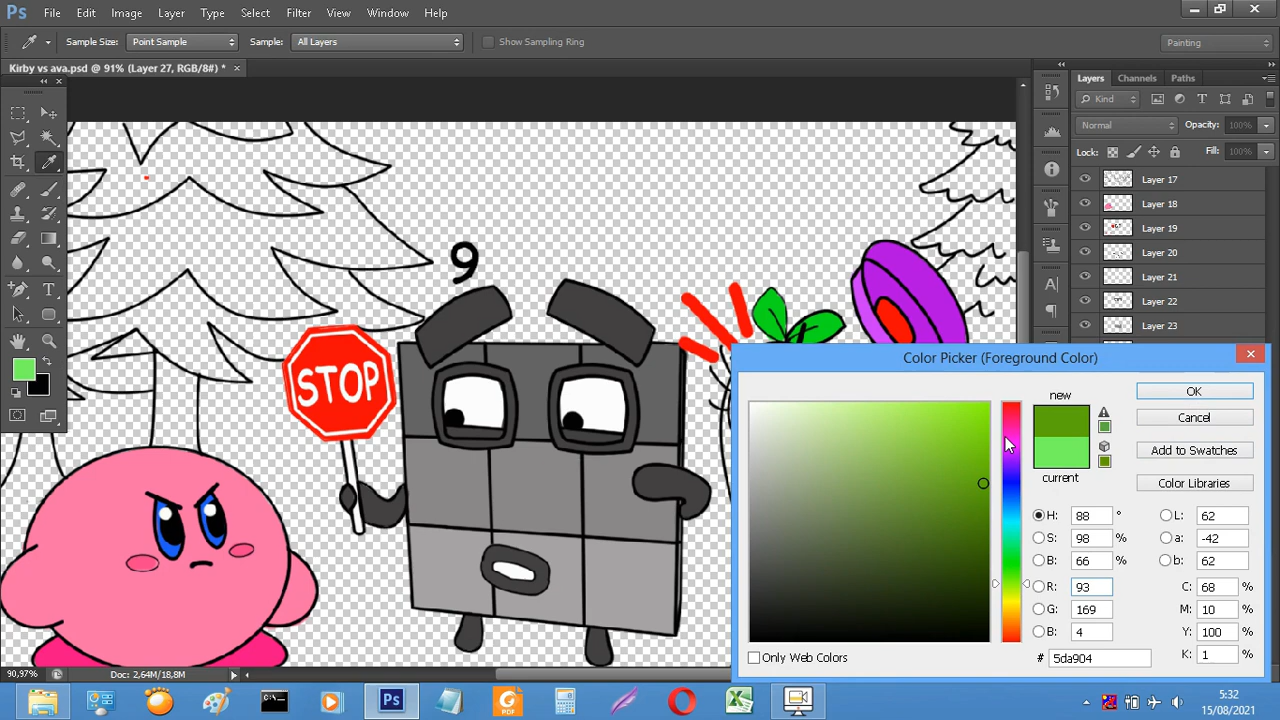 Ps File Edit Image Layer Type Select Filter View Window Help
Sample Size: Point Sample Sample: All Layers Show Sampling Ring Painting
Kirby vs ava.psd @ 91% (Layer 27, RGB/8#) * ×
Layers Channels Paths
Kind
Normal Opacity: 100%
Lock: Fill: 100%
Layer 17
Layer 18
Layer 19
Layer 20
Layer 21
Layer 22
Layer 23
9
STOP
Color Picker (Foreground Color)
new
current
OK
Cancel
Add to Swatches
Color Libraries
H: 88 ° L: 62
S: 98 % a: -42
B: 66 % b: 62
R: 93 C: 68 %
G: 169 M: 10 %
B: 4 Y: 100 %
# 5da904 K: 1 %
Only Web Colors
90,97% Doc: 2,64M/18,8M
Ps PDF
5:32
15/08/2021